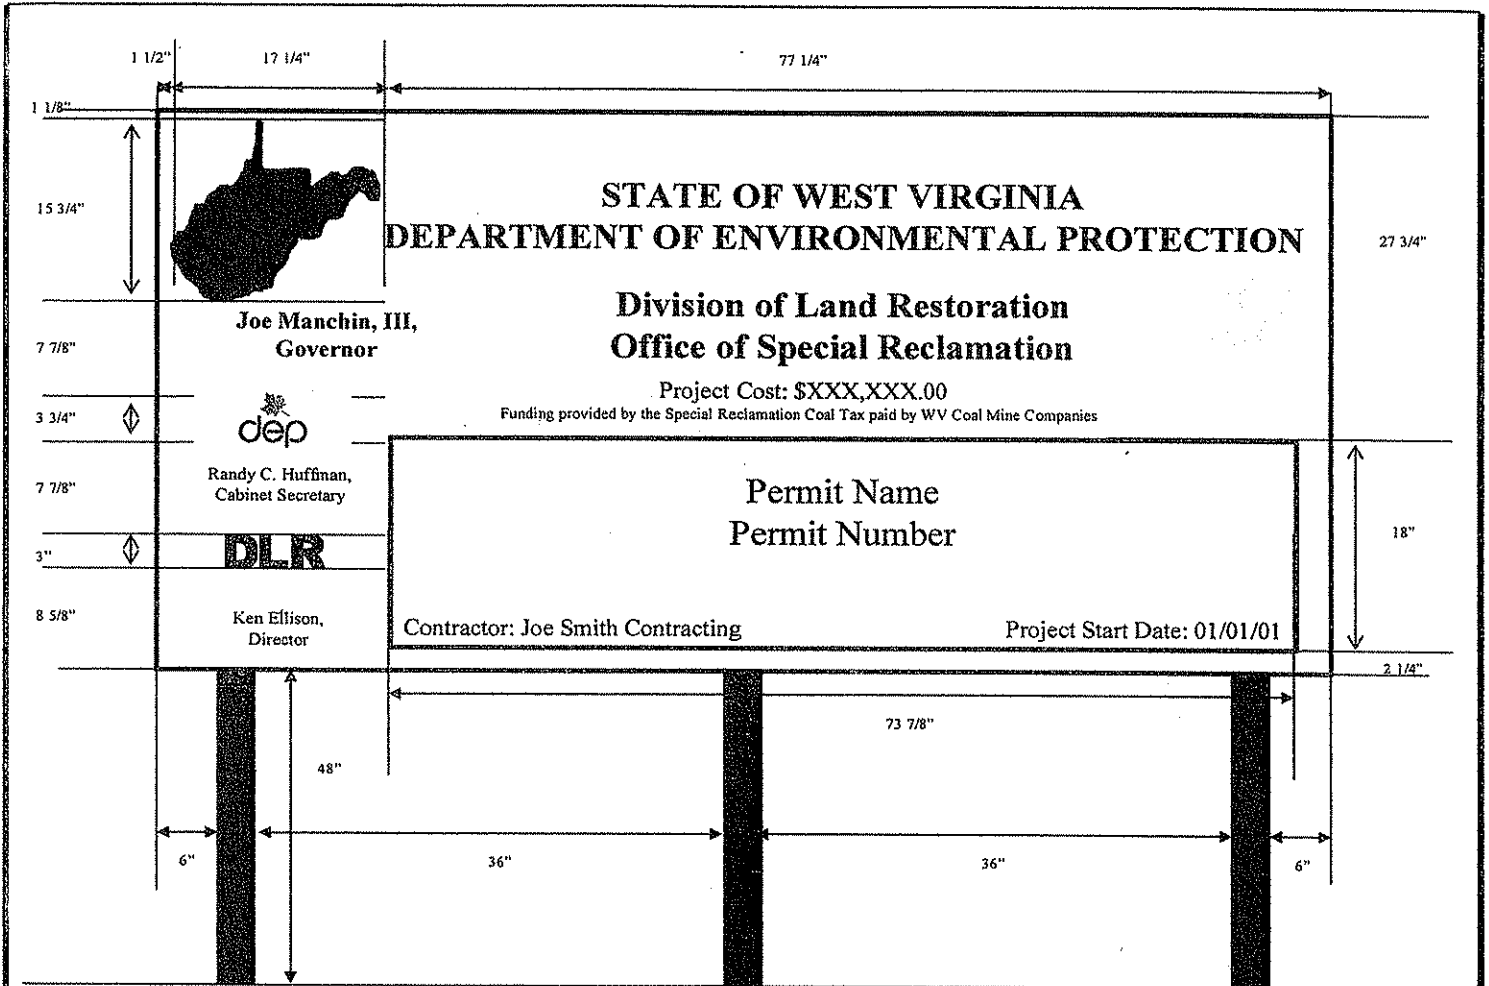 1 1/2" 17 1/4" 77 1/4"
1 1/8"
15 3/4"
STATE OF WEST VIRGINIA
DEPARTMENT OF ENVIRONMENTAL PROTECTION
27 3/4"
Division of Land Restoration
Office of Special Reclamation
Joe Manchin, III,
Governor
7 7/8"
Project Cost: $XXX,XXX.00
Funding provided by the Special Reclamation Coal Tax paid by WV Coal Mine Companies
3 3/4"
dep
Randy C. Huffman,
Cabinet Secretary
7 7/8"
Permit Name
Permit Number
18"
DLR
3"
8 5/8"
Ken Ellison,
Director
Contractor: Joe Smith Contracting Project Start Date: 01/01/01
2 1/4"
73 7/8"
48"
6" 36" 36" 6"